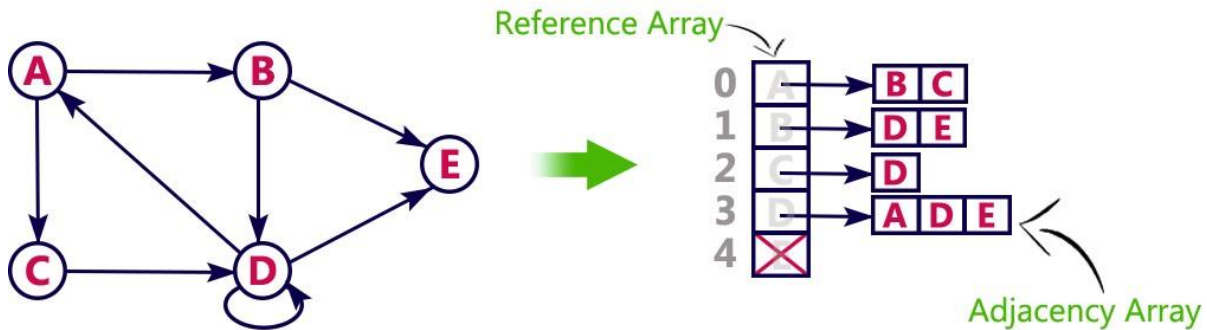 Reference Array
A B
E
C D
0 A B C
1 B D E
2 C D
3 D A D E
4 E
Adjacency Array